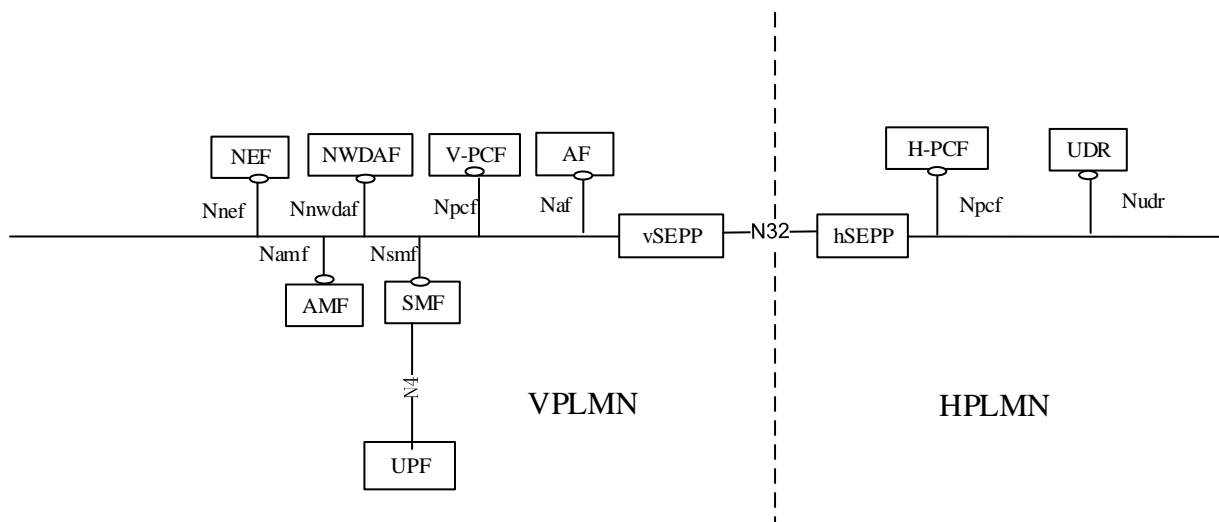 NEF
NWDAF
V-PCF
AF
H-PCF
UDR
Nnef
Nnwdaf
Npcf
Naf
Npcf
Nudr
vSEPP
N32
hSEPP
Namf
Nsmf
AMF
SMF
N4
VPLMN
HPLMN
UPF